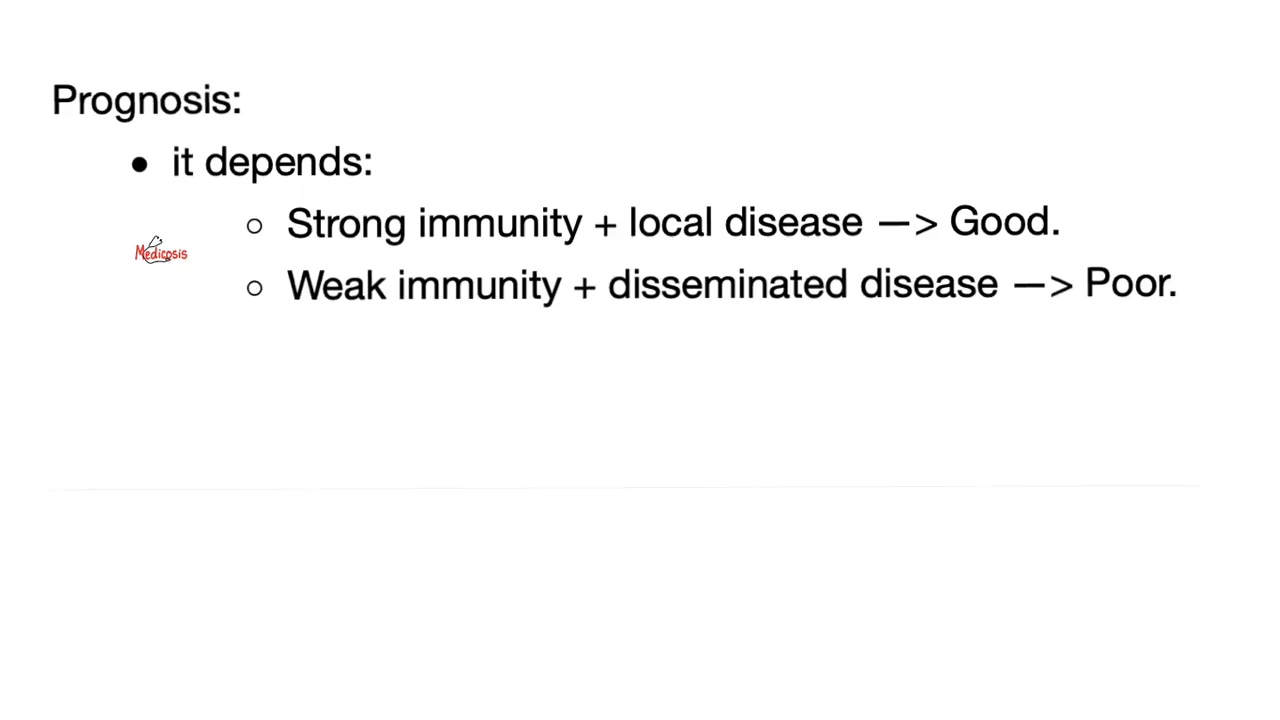 Prognosis:
● it depends:
○ Strong immunity + local disease —> Good.
Medicosis
○ Weak immunity + disseminated disease —> Poor.